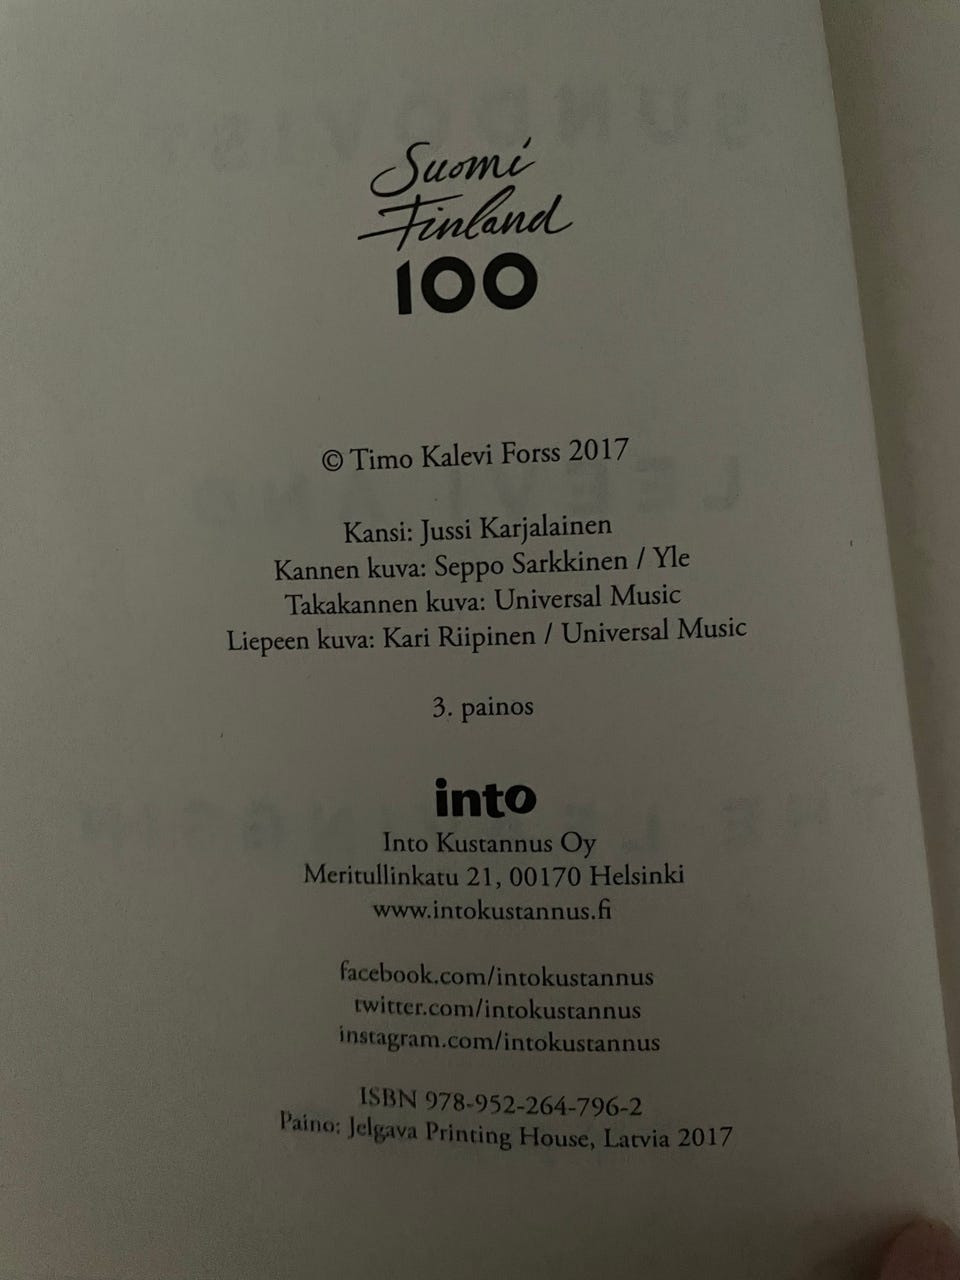 Suomi
Finland
100
© Timo Kalevi Forss 2017
Kansi: Jussi Karjalainen
Kannen kuva: Seppo Sarkkinen / Yle
Takakannen kuva: Universal Music
Liepeen kuva: Kari Riipinen / Universal Music
3. painos
into
Into Kustannus Oy
Meritullinkatu 21, 00170 Helsinki
www.intokustannus.fi
facebook.com/intokustannus
twitter.com/intokustannus
instagram.com/intokustannus
ISBN 978-952-264-796-2
Paino: Jelgava Printing House, Latvia 2017